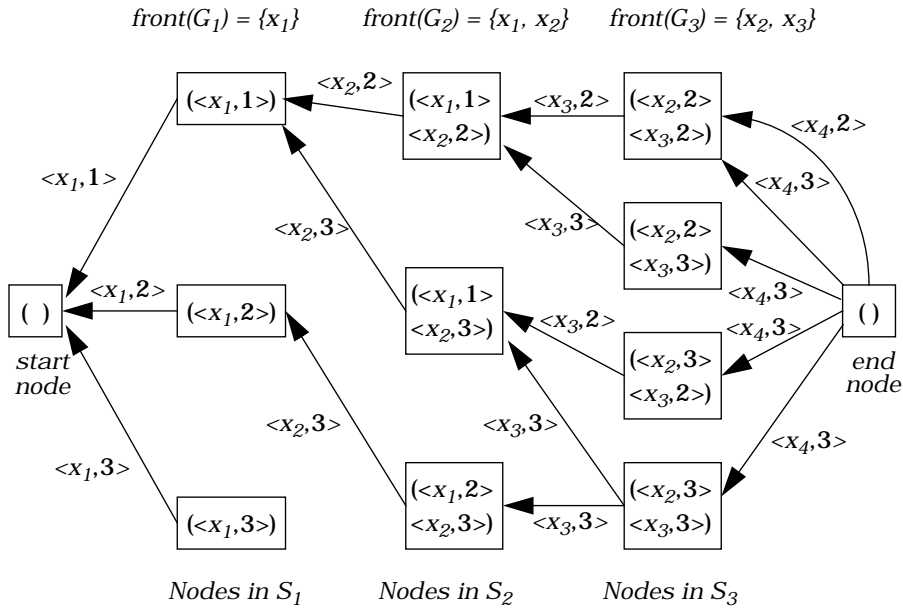 front(G1) = {x1}
front(G2) = {x1, x2}
front(G3) = {x2, x3}
(<x1,1>)
<x2,2>
(<x1,1>
<x2,2>)
<x3,2>
(<x2,2>
<x3,2>)
<x4,2>
<x1,1>
<x2,3>
<x3,3>
<x4,3>
(<x2,2>
<x3,3>)
<x4,3>
( )
start
node
<x1,2>
(<x1,2>)
(<x1,1>
<x2,3>)
<x3,2>
<x4,3>
(<x2,3>
<x3,2>)
( )
end
node
<x1,3>
<x2,3>
<x3,3>
<x4,3>
(<x1,3>)
(<x1,2>
<x2,3>)
<x3,3>
(<x2,3>
<x3,3>)
Nodes in S1
Nodes in S2
Nodes in S3